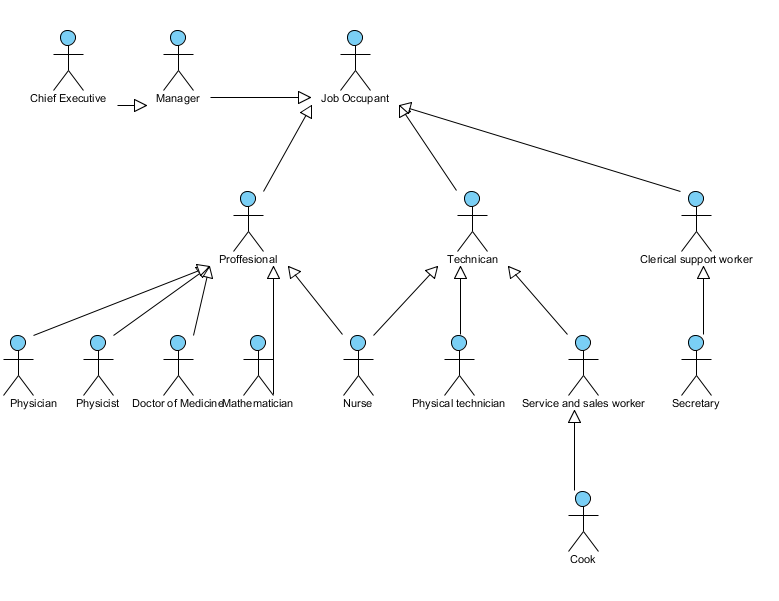 Chief Executive
Manager
Job Occupant
Proffesional
Technican
Clerical support worker
Physician
Physicist
Doctor of Medicine
Mathematician
Nurse
Physical technician
Service and sales worker
Secretary
Cook